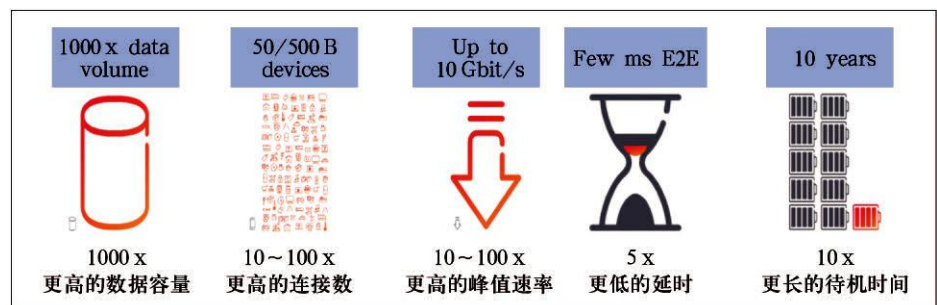 1000 x data
volume
50/500 B
devices
Up to
10 Gbit/s
Few ms E2E
10 years
1000 x
更高的数据容量
10~100 x
更高的连接数
10~100 x
更高的峰值速率
5 x
更低的延时
10 x
更长的待机时间